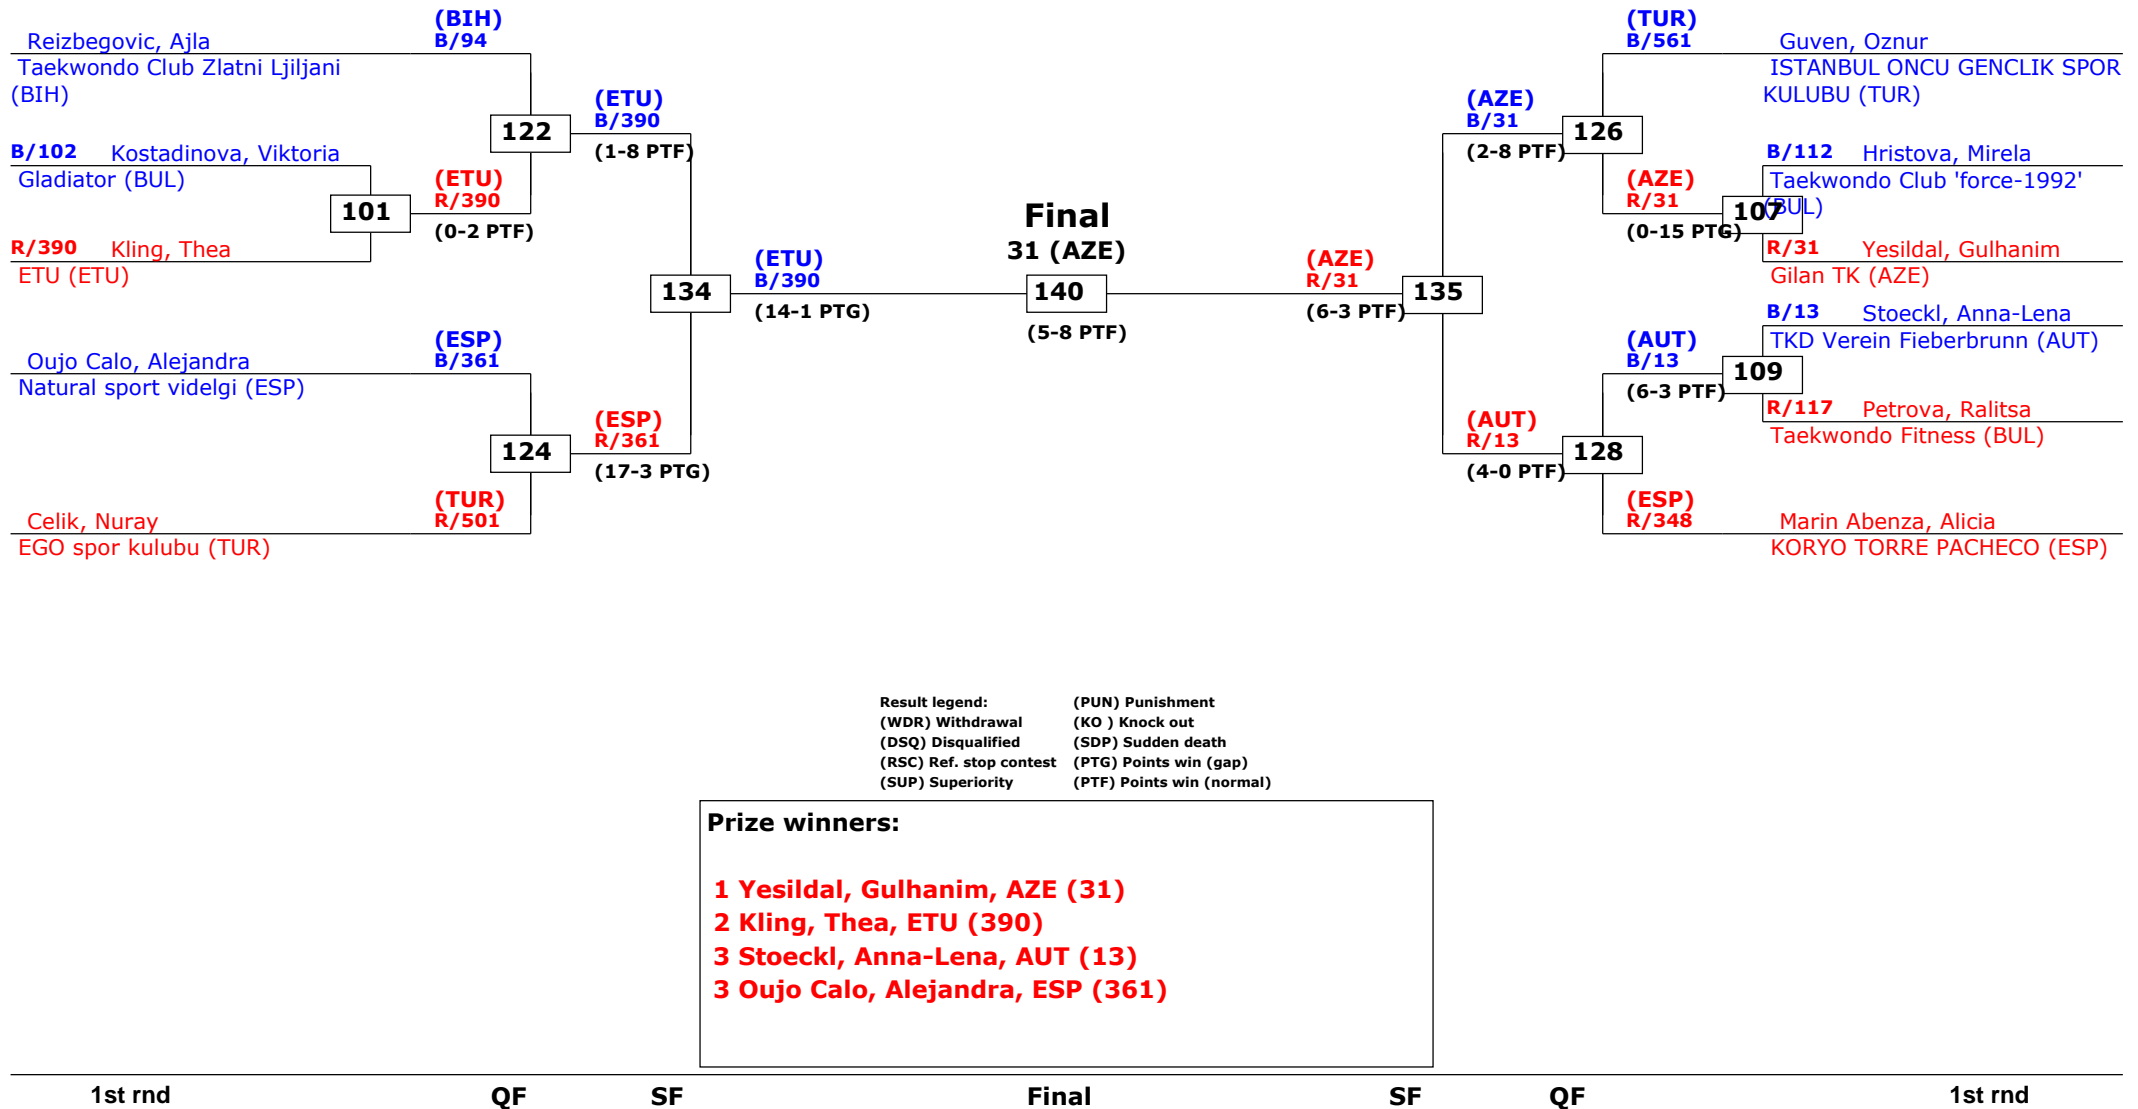 (BIH)
Reizbegovic, Ajla B/94
Taekwondo Club Zlatni Ljiljani
(BIH)
122
(ETU)
B/390
(1-8 PTF)
B/102 Kostadinova, Viktoria
Gladiator (BUL)
101
(ETU)
R/390
(0-2 PTF)
R/390 Kling, Thea
ETU (ETU)
134
(ETU)
B/390
(14-1 PTG)
(ESP)
Oujo Calo, Alejandra B/361
Natural sport videlgi (ESP)
124
(ESP)
R/361
(17-3 PTG)
(TUR)
Celik, Nuray R/501
EGO spor kulubu (TUR)
Final
31 (AZE)
140
(5-8 PTF)
(TUR)
B/561 Guven, Oznur
ISTANBUL ONCU GENCLIK SPOR
KULUBU (TUR)
(AZE)
B/31
(2-8 PTF)
126
B/112 Hristova, Mirela
Taekwondo Club 'force-1992'
(BUL)
(AZE)
R/31
(0-15 PTG)
107
R/31 Yesildal, Gulhanim
Gilan TK (AZE)
(AZE)
R/31
(6-3 PTF)
135
B/13 Stoeckl, Anna-Lena
TKD Verein Fieberbrunn (AUT)
(AUT)
B/13
(6-3 PTF)
109
R/117 Petrova, Ralitsa
Taekwondo Fitness (BUL)
(AUT)
R/13
(4-0 PTF)
128
(ESP)
R/348 Marin Abenza, Alicia
KORYO TORRE PACHECO (ESP)
Result legend: (PUN) Punishment
(WDR) Withdrawal (KO ) Knock out
(DSQ) Disqualified (SDP) Sudden death
(RSC) Ref. stop contest (PTG) Points win (gap)
(SUP) Superiority (PTF) Points win (normal)
Prize winners:
1 Yesildal, Gulhanim, AZE (31)
2 Kling, Thea, ETU (390)
3 Stoeckl, Anna-Lena, AUT (13)
3 Oujo Calo, Alejandra, ESP (361)
1st rnd QF SF Final SF QF 1st rnd